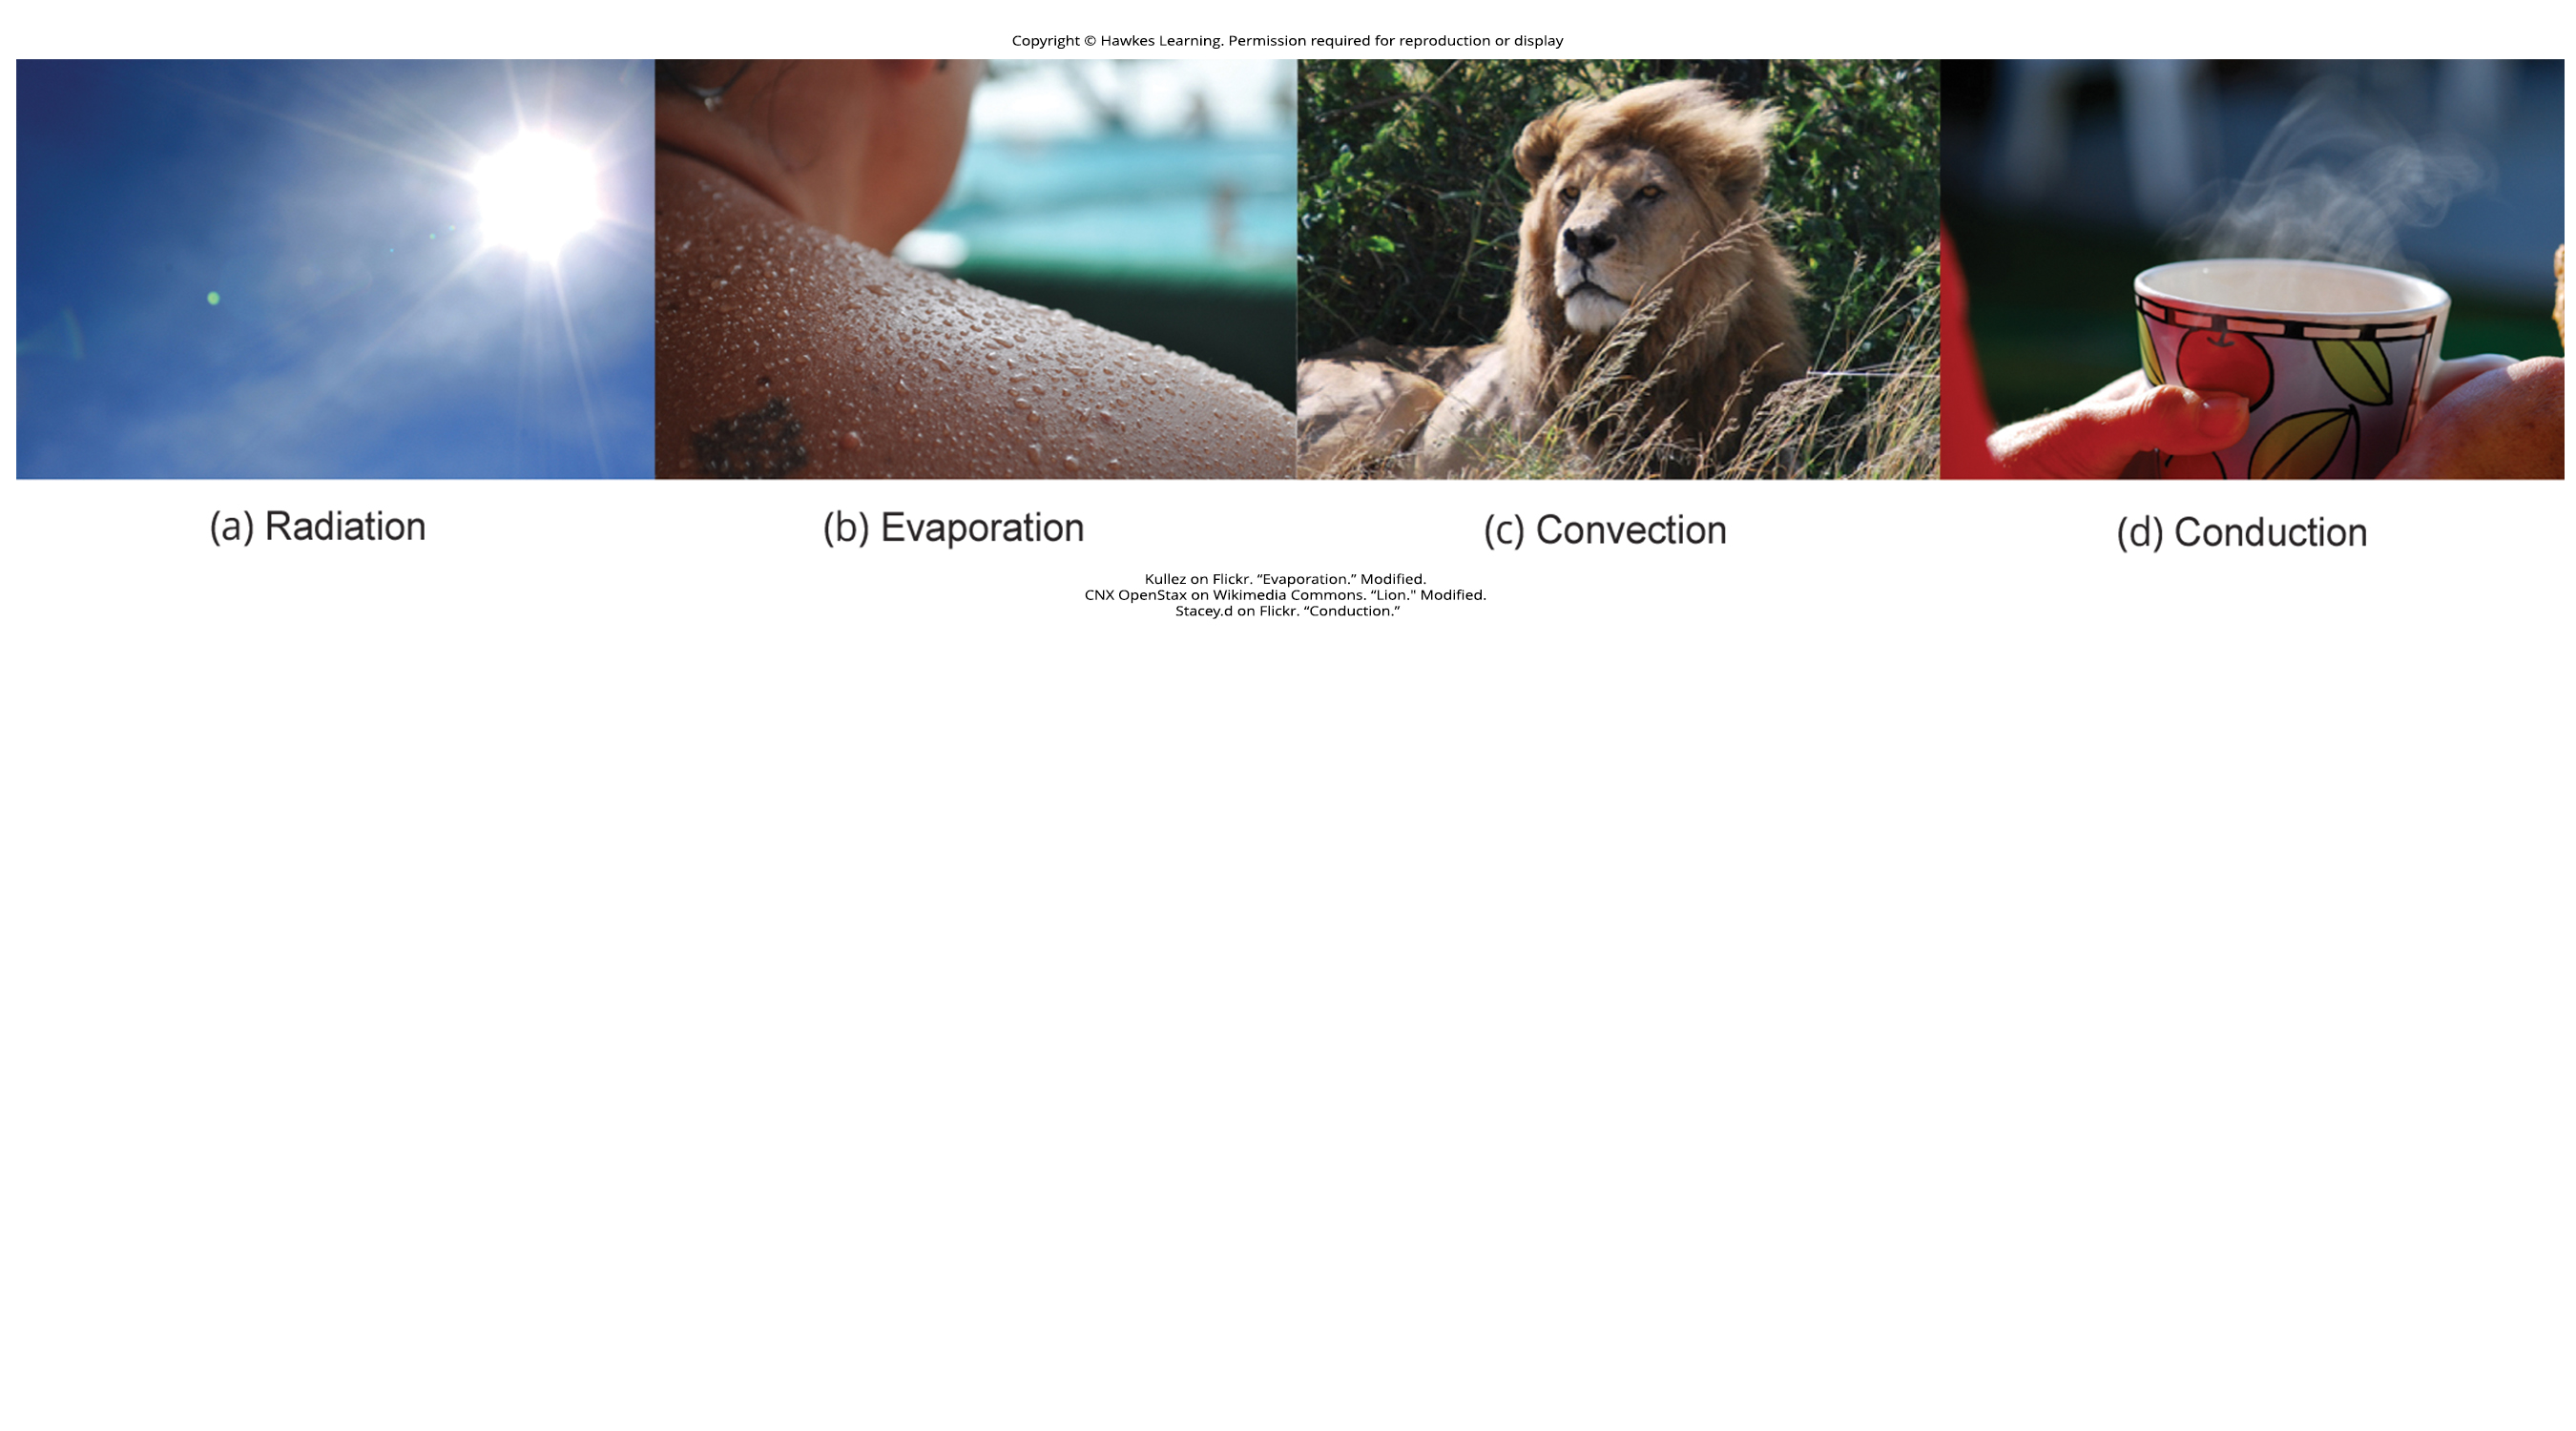 Copyright © Hawkes Learning. Permission required for reproduction or display
(a) Radiation
(b) Evaporation
(c) Convection
(d) Conduction
Kullez on Flickr. “Evaporation.” Modified.
CNX OpenStax on Wikimedia Commons. “Lion." Modified.
Stacey.d on Flickr. “Conduction.”